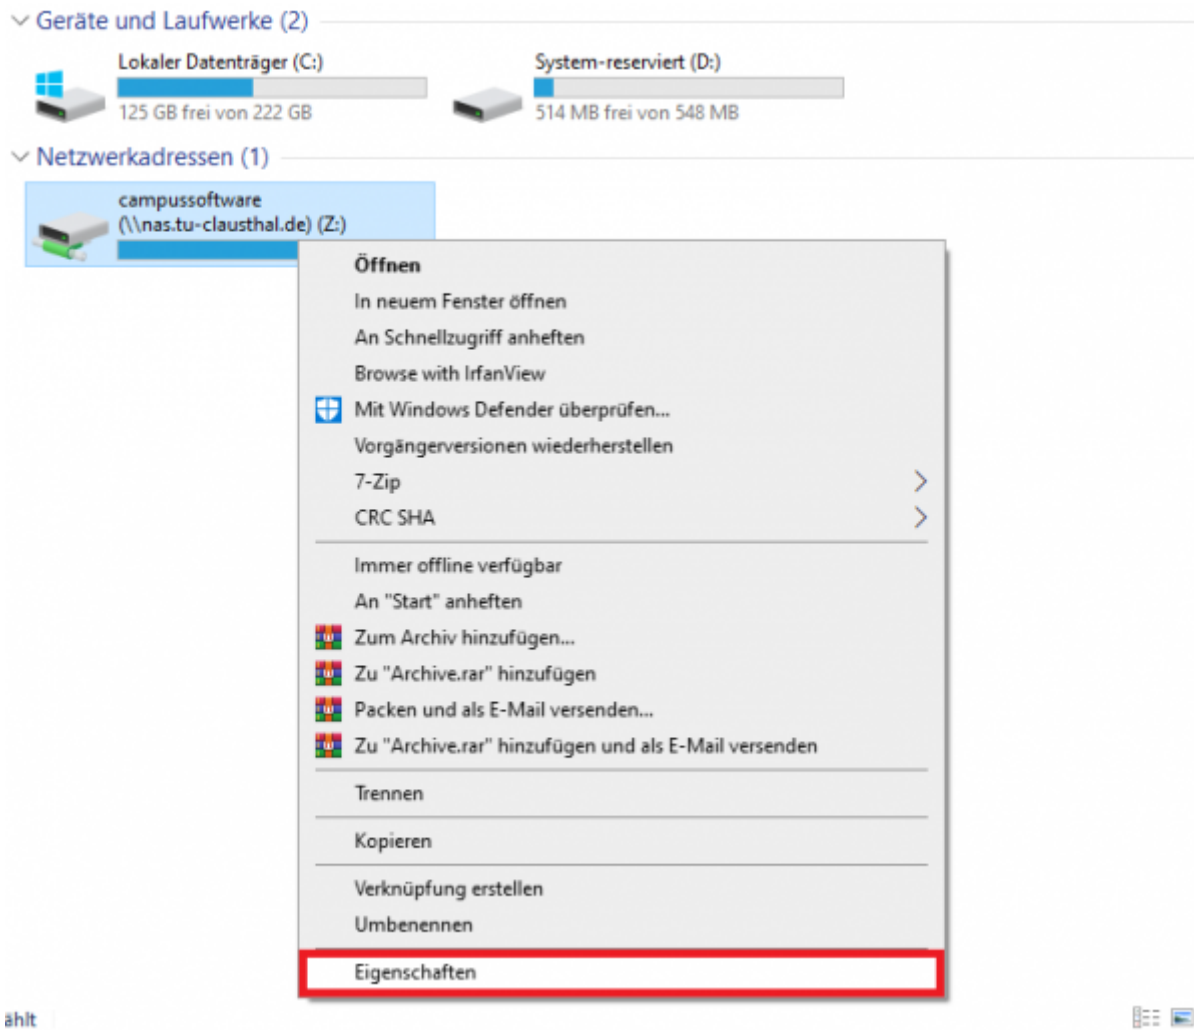 Geräte und Laufwerke (2)
Lokaler Datenträger (C:)
125 GB frei von 222 GB
System-reserviert (D:)
514 MB frei von 548 MB
Netzwerkadressen (1)
campussoftware
(\\nas.tu-clausthal.de) (Z:)
Öffnen
In neuem Fenster öffnen
An Schnellzugriff anheften
Browse with IrfanView
Mit Windows Defender überprüfen...
Vorgängerversionen wiederherstellen
7-Zip
CRC SHA
Immer offline verfügbar
An "Start" anheften
Zum Archiv hinzufügen...
Zu "Archive.rar" hinzufügen
Packen und als E-Mail versenden...
Zu "Archive.rar" hinzufügen und als E-Mail versenden
Trennen
Kopieren
Verknüpfung erstellen
Umbenennen
Eigenschaften
ählt